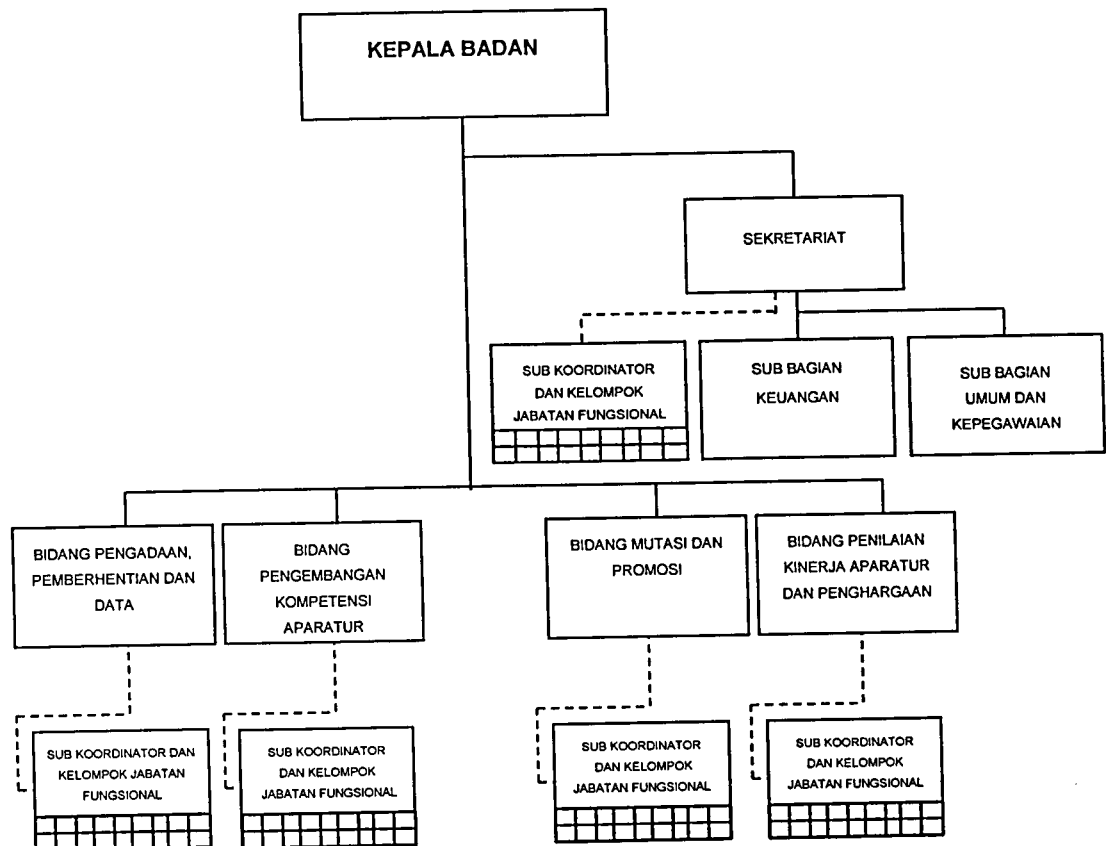 KEPALA BADAN
SEKRETARIAT
SUB KOORDINATOR
DAN KELOMPOK
JABATAN FUNGSIONAL
SUB BAGIAN
KEUANGAN
SUB BAGIAN
UMUM DAN
KEPEGAWAIAN
BIDANG PENGADAAN,
PEMBERHENTIAN DAN
DATA
BIDANG
PENGEMBANGAN
KOMPETENSI
APARATUR
BIDANG MUTASI DAN
PROMOSI
BIDANG PENILAIAN
KINERJA APARATUR
DAN PENGHARGAAN
SUB KOORDINATOR DAN
KELOMPOK JABATAN
FUNGSIONAL
SUB KOORDINATOR
DAN KELOMPOK
JABATAN FUNGSIONAL
SUB KOORDINATOR
DAN KELOMPOK
JABATAN FUNGSIONAL
SUB KOORDINATOR
DAN KELOMPOK
JABATAN FUNGSIONAL